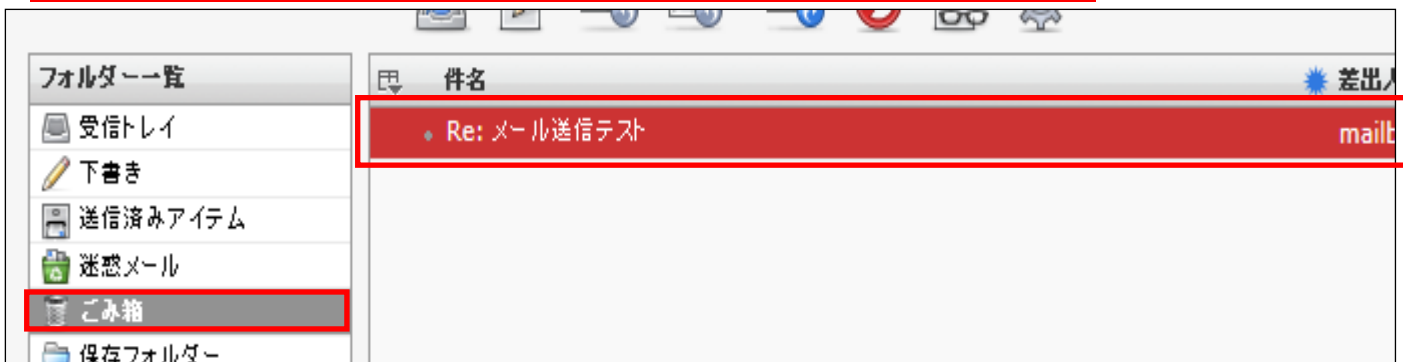 フォルダー一覧
件名
差出人
受信トレイ
Re: メール送信テスト
mailb
下書き
送信済みアイテム
迷惑メール
ごみ箱
保存フォルダー